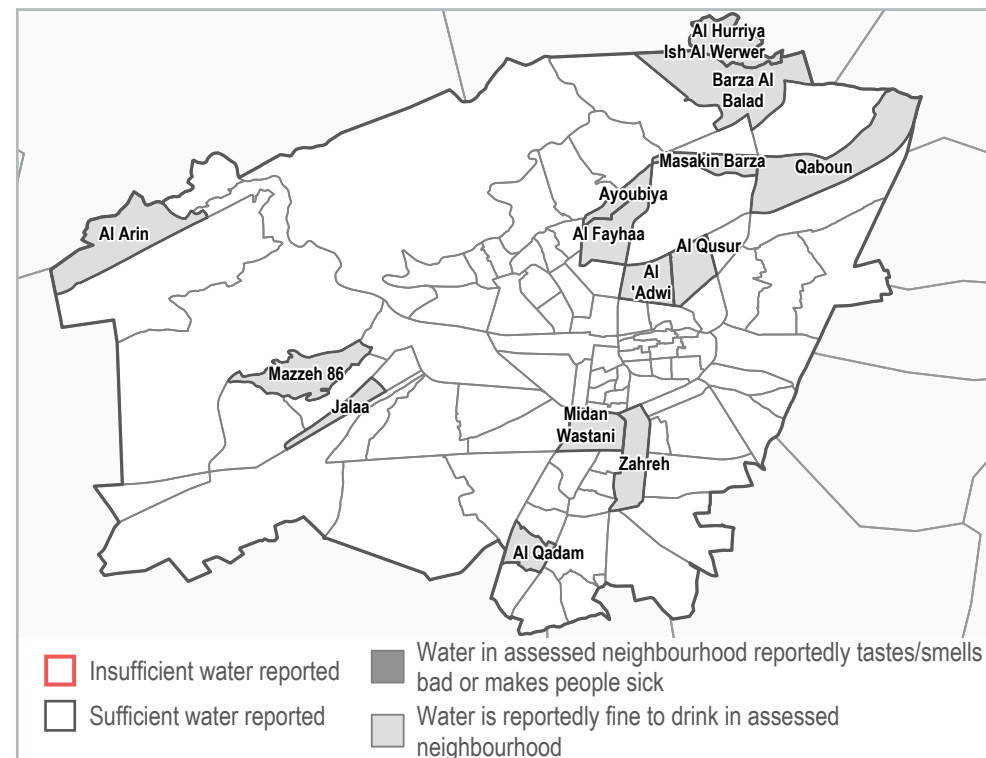 Al Hurriya
Ish Al Werwer
Barza Al
Balad
Masakin Barza
Qaboun
Ayoubiya
Al Arin
Al Fayhaa
Al Qusur
Al
'Adwi
Mazzeh 86
Jalaa
Midan
Wastani
Zahreh
Al Qadam
Insufficient water reported
Sufficient water reported
Water in assessed neighbourhood reportedly tastes/smells
bad or makes people sick
Water is reportedly fine to drink in assessed
neighbourhood